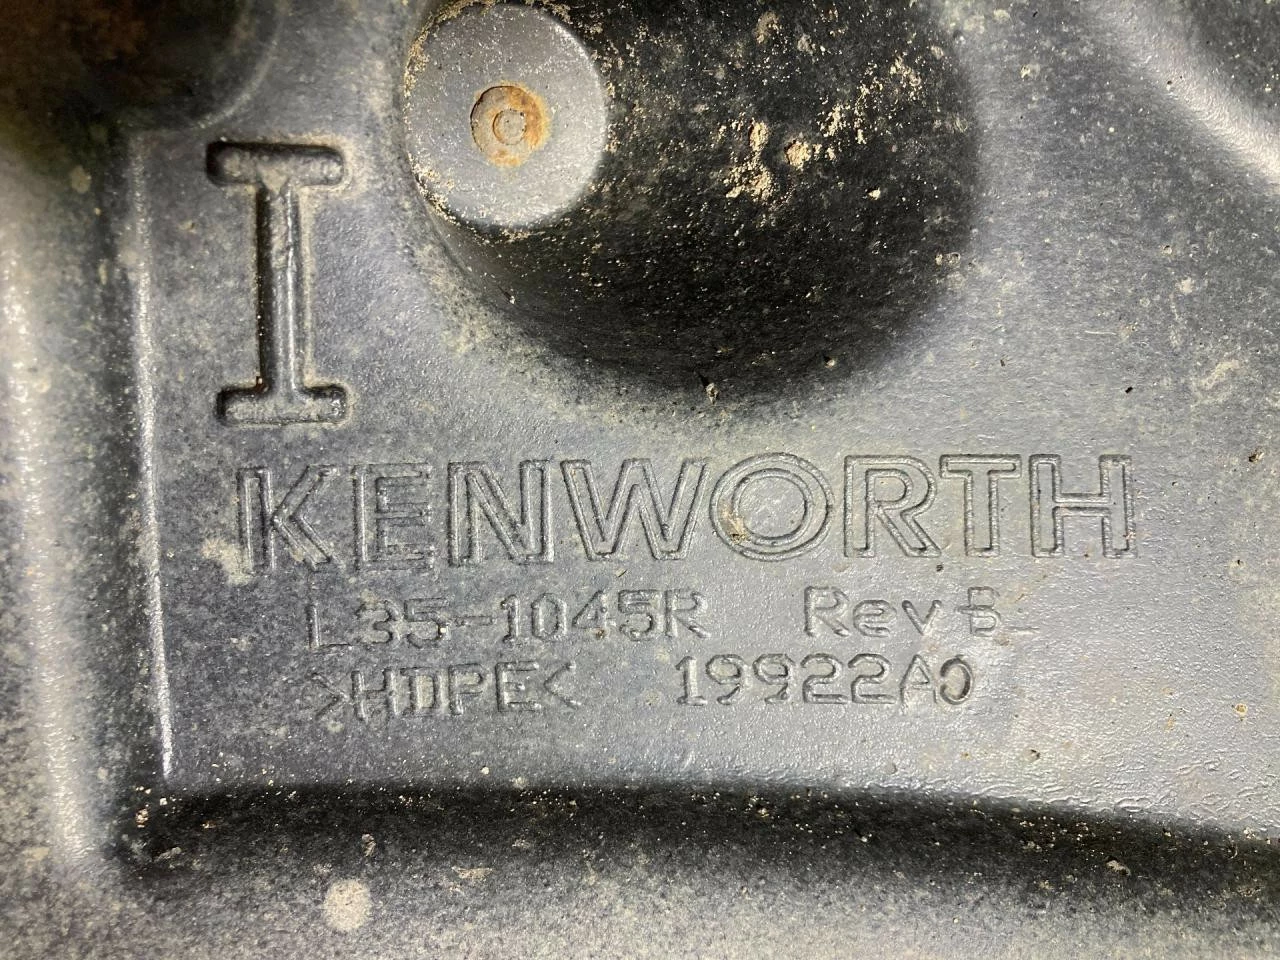 I
KENWORTH
L35-1045R Rev B
>HDPE< 19922A0